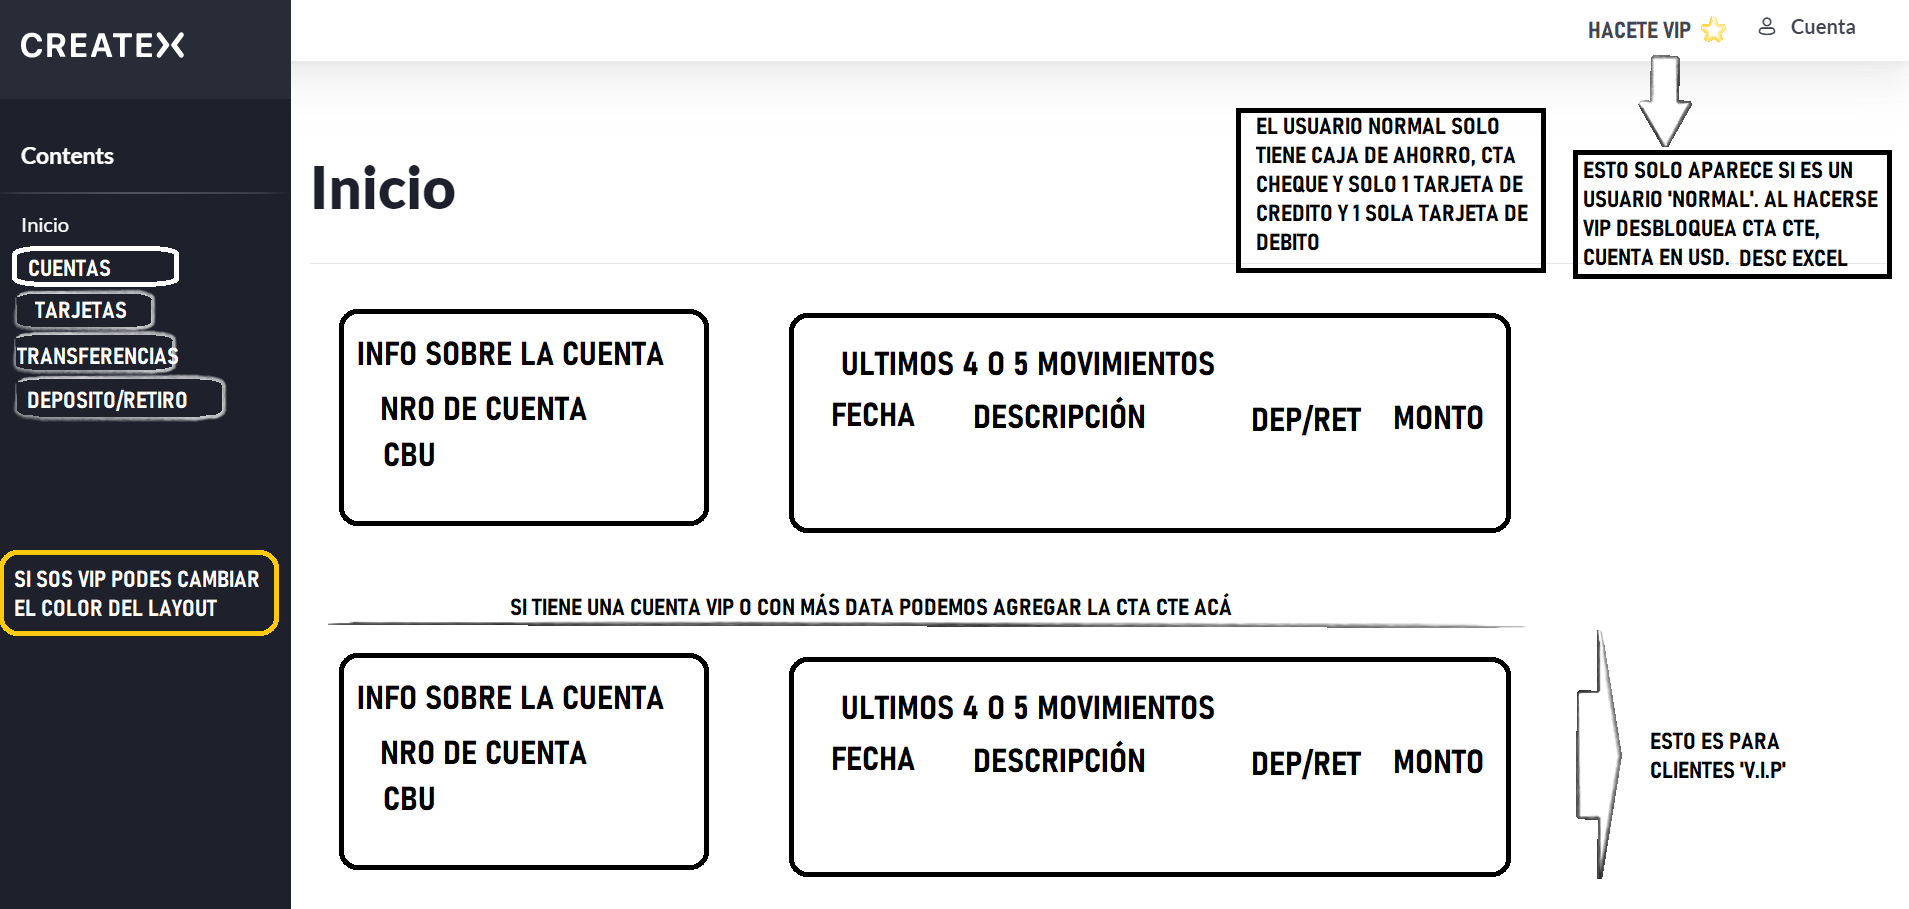 CREATEX
HACETE VIP
Cuenta
Contents
Inicio
CUENTAS
TARJETAS
TRANSFERENCIAS
DEPOSITO/RETIRO
SI SOS VIP PODES CAMBIAR
EL COLOR DEL LAYOUT
Inicio
EL USUARIO NORMAL SOLO
TIENE CAJA DE AHORRO, CTA
CHEQUE Y SOLO 1 TARJETA DE
CREDITO Y 1 SOLA TARJETA DE
DEBITO
ESTO SOLO APARECE SI ES UN
USUARIO 'NORMAL'. AL HACERSE
VIP DESBLOQUEA CTA CTE,
CUENTA EN USD. DESC EXCEL
INFO SOBRE LA CUENTA
NRO DE CUENTA
CBU
ULTIMOS 4 O 5 MOVIMIENTOS
FECHA DESCRIPCIÓN DEP/RET MONTO
SI TIENE UNA CUENTA VIP O CON MÁS DATA PODEMOS AGREGAR LA CTA CTE ACÁ
INFO SOBRE LA CUENTA
NRO DE CUENTA
CBU
ULTIMOS 4 O 5 MOVIMIENTOS
FECHA DESCRIPCIÓN DEP/RET MONTO
ESTO ES PARA
CLIENTES 'V.I.P'